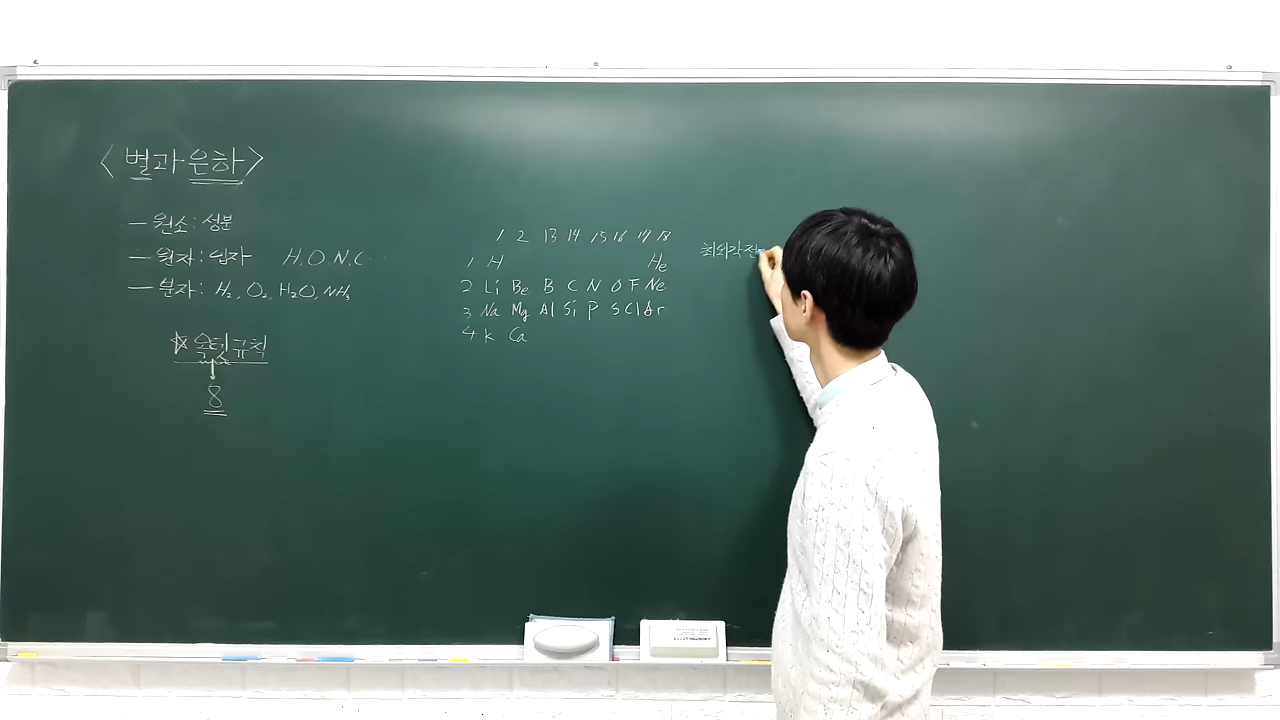 <별과 은하>
- 원소 : 성분
- 원자 : 입자 H, O, N, C ...
- 분자 : H₂, O₂, H₂O, NH₃
☆ 옥텟 규칙
8
1 2 13 14 15 16 17 18
1 H He
2 Li Be B C N O F Ne
3 Na Mg Al Si P S Cl Ar
4 K Ca
최외각 전